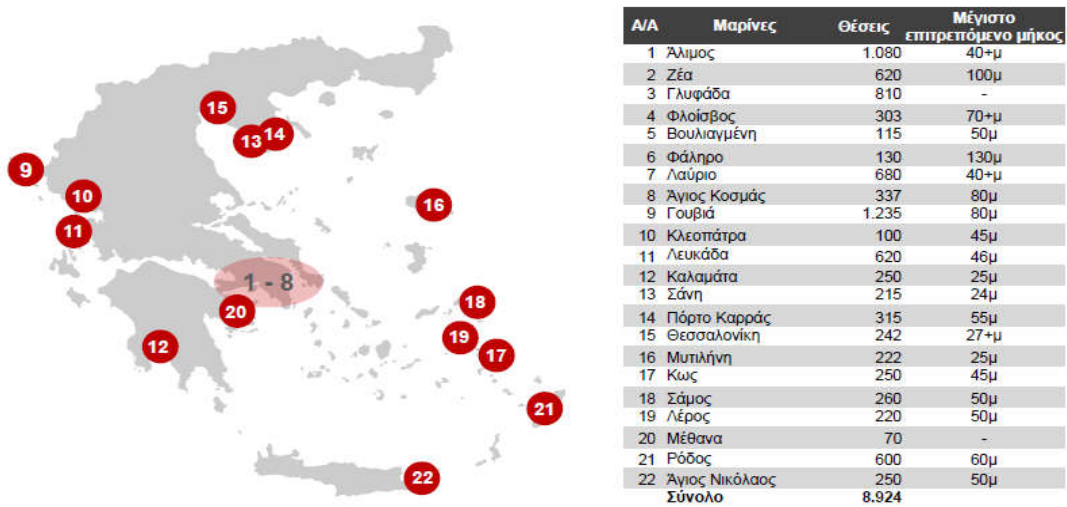 15
14
13
9
10
16
11
1 - 8
18
20
19
12
17
21
22
Α/Α Μαρίνες Θέσεις Μέγιστο επιτρεπόμενο μήκος
1 Άλιμος 1.080 40+μ
2 Ζέα 620 100μ
3 Γλυφάδα 810 -
4 Φλοίσβος 303 70+μ
5 Βουλιαγμένη 115 50μ
6 Φάληρο 130 130μ
7 Λαύριο 680 40+μ
8 Άγιος Κοσμάς 337 80μ
9 Γουβιά 1.235 80μ
10 Κλεοπάτρα 100 45μ
11 Λευκάδα 620 46μ
12 Καλαμάτα 250 25μ
13 Σάνη 215 24μ
14 Πόρτο Καρράς 315 55μ
15 Θεσσαλονίκη 242 27+μ
16 Μυτιλήνη 222 25μ
17 Κως 250 45μ
18 Σάμος 260 50μ
19 Λέρος 220 50μ
20 Μέθανα 70 -
21 Ρόδος 600 60μ
22 Άγιος Νικόλαος 250 50μ
Σύνολο 8.924